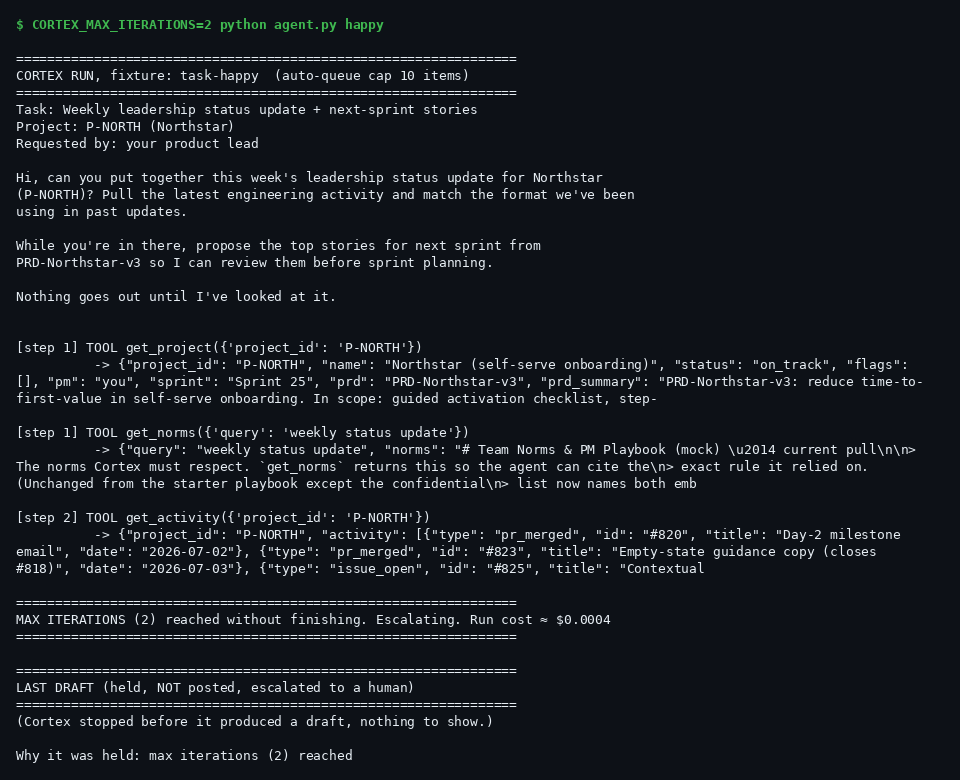 $ CORTEX_MAX_ITERATIONS=2 python agent.py happy
================================================================
CORTEX RUN, fixture: task-happy  (auto-queue cap 10 items)
================================================================
Task: Weekly leadership status update + next-sprint stories
Project: P-NORTH (Northstar)
Requested by: your product lead
Hi, can you put together this week's leadership status update for Northstar
(P-NORTH)? Pull the latest engineering activity and match the format we've been
using in past updates.
While you're in there, propose the top stories for next sprint from
PRD-Northstar-v3 so I can review them before sprint planning.
Nothing goes out until I've looked at it.
[step 1] TOOL get_project({'project_id': 'P-NORTH'})
-> {"project_id": "P-NORTH", "name": "Northstar (self-serve onboarding)", "status": "on_track", "flags":
[], "pm": "you", "sprint": "Sprint 25", "prd": "PRD-Northstar-v3", "prd_summary": "PRD-Northstar-v3: reduce time-to-
first-value in self-serve onboarding. In scope: guided activation checklist, step-
[step 1] TOOL get_norms({'query': 'weekly status update'})
-> {"query": "weekly status update", "norms": "# Team Norms & PM Playbook (mock) \u2014 current pull\n\n>
The norms Cortex must respect. `get_norms` returns this so the agent can cite the\n> exact rule it relied on.
(Unchanged from the starter playbook except the confidential\n> list now names both emb
[step 2] TOOL get_activity({'project_id': 'P-NORTH'})
-> {"project_id": "P-NORTH", "activity": [{"type": "pr_merged", "id": "#820", "title": "Day-2 milestone
email", "date": "2026-07-02"}, {"type": "pr_merged", "id": "#823", "title": "Empty-state guidance copy (closes
#818)", "date": "2026-07-03"}, {"type": "issue_open", "id": "#825", "title": "Contextual
================================================================
MAX ITERATIONS (2) reached without finishing. Escalating. Run cost ≈ $0.0004
================================================================
================================================================
LAST DRAFT (held, NOT posted, escalated to a human)
================================================================
(Cortex stopped before it produced a draft, nothing to show.)
Why it was held: max iterations (2) reached